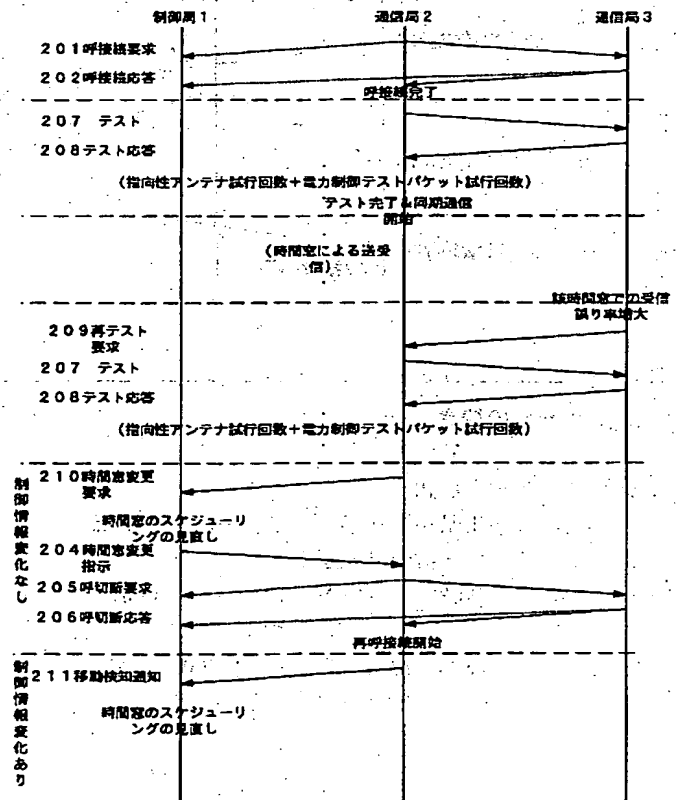 制御局1 通信局2 通信局3
201呼接続要求
202呼接続応答
呼接続完了
207 テスト
208テスト応答
(指向性アンテナ試行回数+電力制御テストパケット試行回数)
テスト完了&同期通信
開始
(時間窓による送受
信)
該時間窓での受信
誤り率増大
209再テスト
要求
207 テスト
208テスト応答
(指向性アンテナ試行回数+電力制御テストパケット試行回数)
制御情報変化なし
210時間窓変更
要求
時間窓のスケジューリ
ングの見直し
204時間窓変更
指示
205呼切断要求
206呼切断応答
再呼接続開始
制御情報変化あり
211移動検知通知
時間窓のスケジューリ
ングの見直し